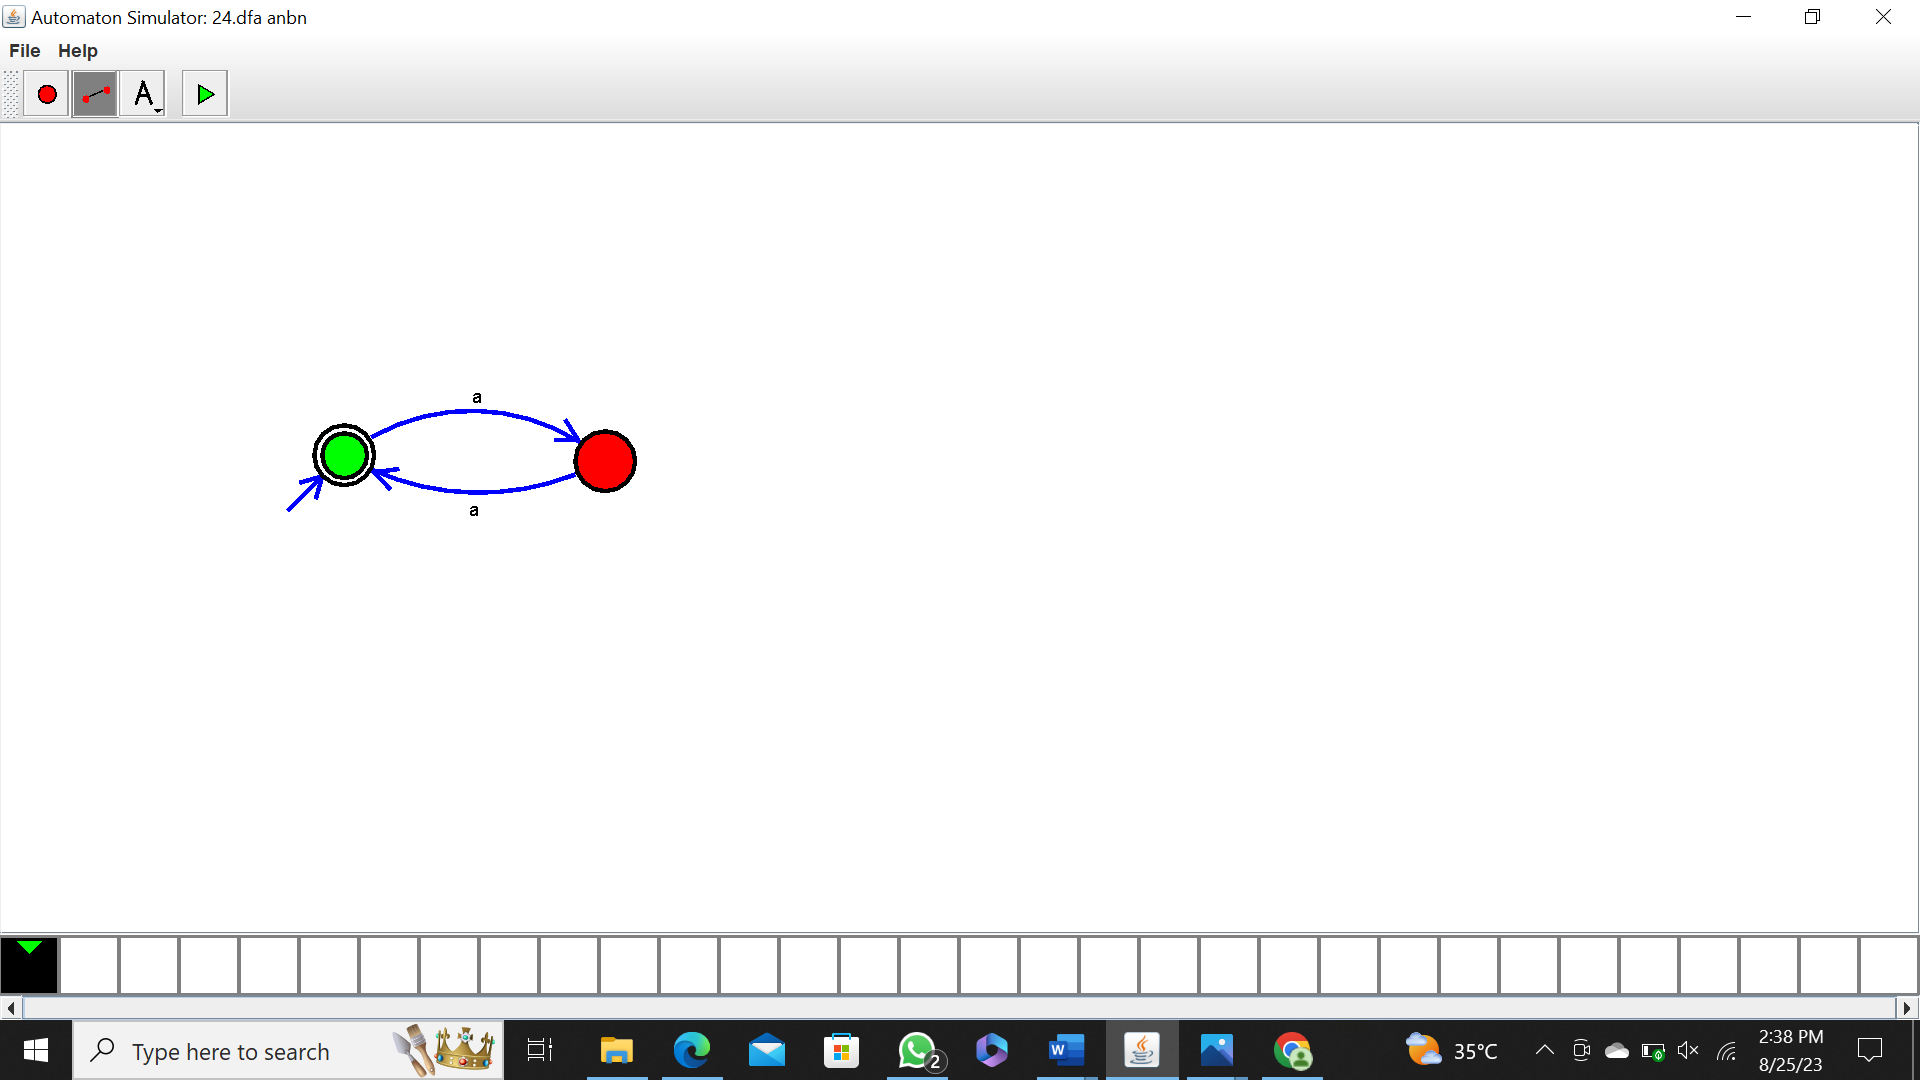 Automaton Simulator: 24.dfa anbn
File Help
A
a
a
Type here to search
W
2
35°C
2:38 PM
8/25/23